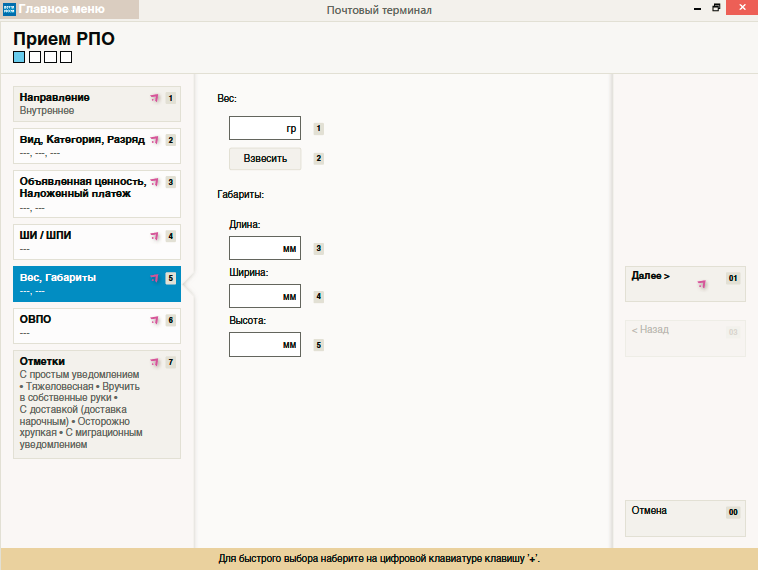 Главное меню
Почтовый терминал
Прием РПО
Направление 1
Внутреннее
Вид, Категория, Разряд 2
---, ---, ---
Объявленная ценность, 3
Наложенный платеж
---, ---
ШИ / ШПИ 4
---
Вес, Габариты 5
---, ---
ОВПО 6
---
Отметки 7
С простым уведомлением
• Тяжеловесная • Вручить
в собственные руки •
С доставкой (доставка
нарочным) • Осторожно
хрупкая • С миграционным
уведомлением
Вес:
гр 1
Взвесить 2
Габариты:
Длина:
мм 3
Ширина:
мм 4
Высота:
мм 5
Далее > 01
< Назад 03
Отмена 00
Для быстрого выбора наберите на цифровой клавиатуре клавишу '+'.